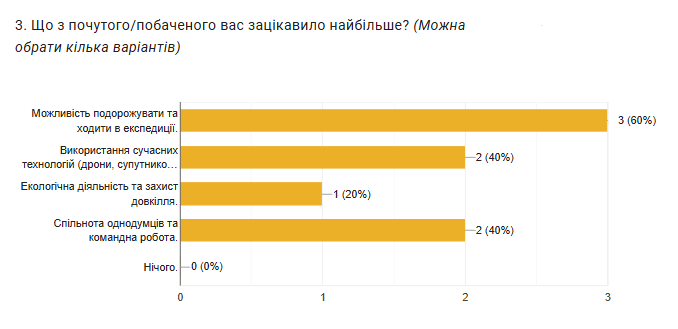 3. Що з почутого/побаченого вас зацікавило найбільше? (Можна
обрати кілька варіантів)
Можливість подорожувати та
ходити в експедиції.
3 (60%)
Використання сучасних
технологій (дрони, супутнико…
2 (40%)
Екологічна діяльність та захист
довкілля.
1 (20%)
Спільнота однодумців та
командна робота.
2 (40%)
Нічого.
0 (0%)
0 1 2 3